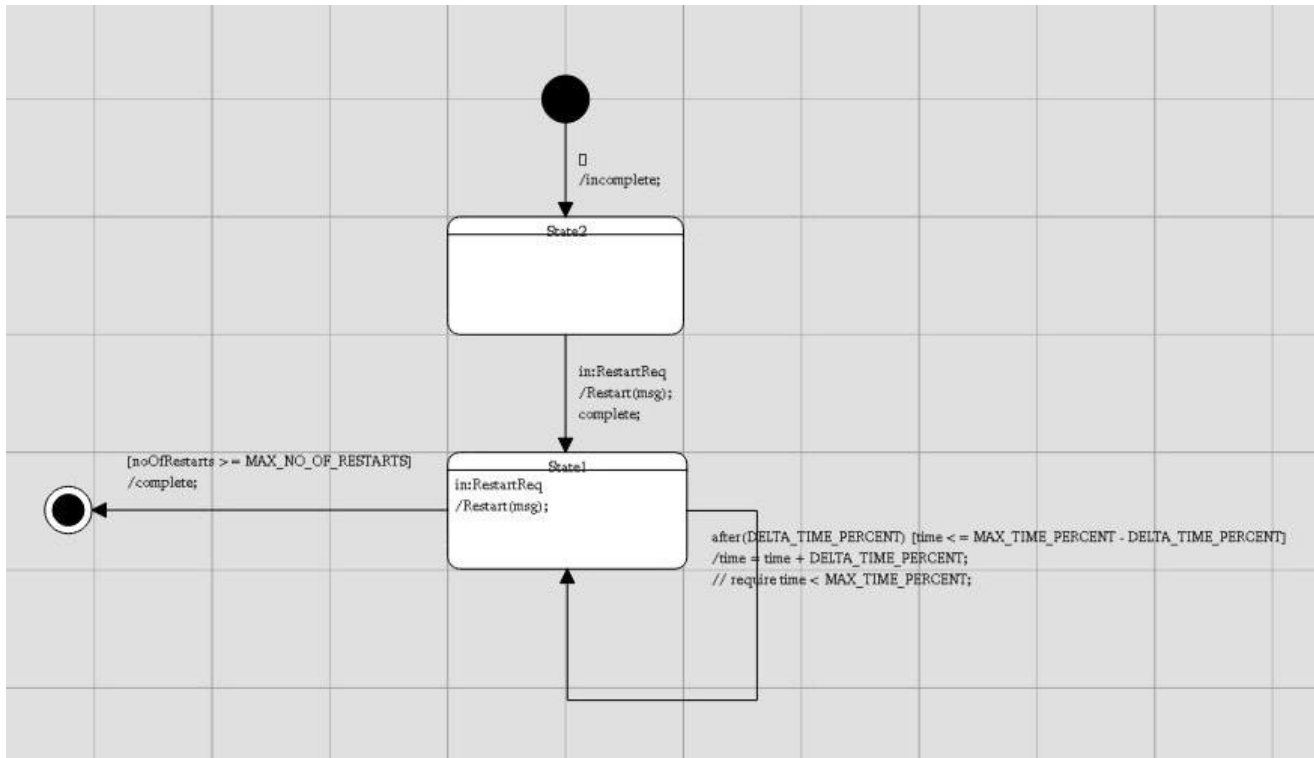 []
/incomplete;
State2
in:RestartReq
/Restart(msg);
complete;
[noOfRestarts >= MAX_NO_OF_RESTARTS]
/complete;
State1
in:RestartReq
/Restart(msg);
after(DELTA_TIME_PERCENT) [time <= MAX_TIME_PERCENT - DELTA_TIME_PERCENT]
/time = time + DELTA_TIME_PERCENT;
// require time < MAX_TIME_PERCENT;